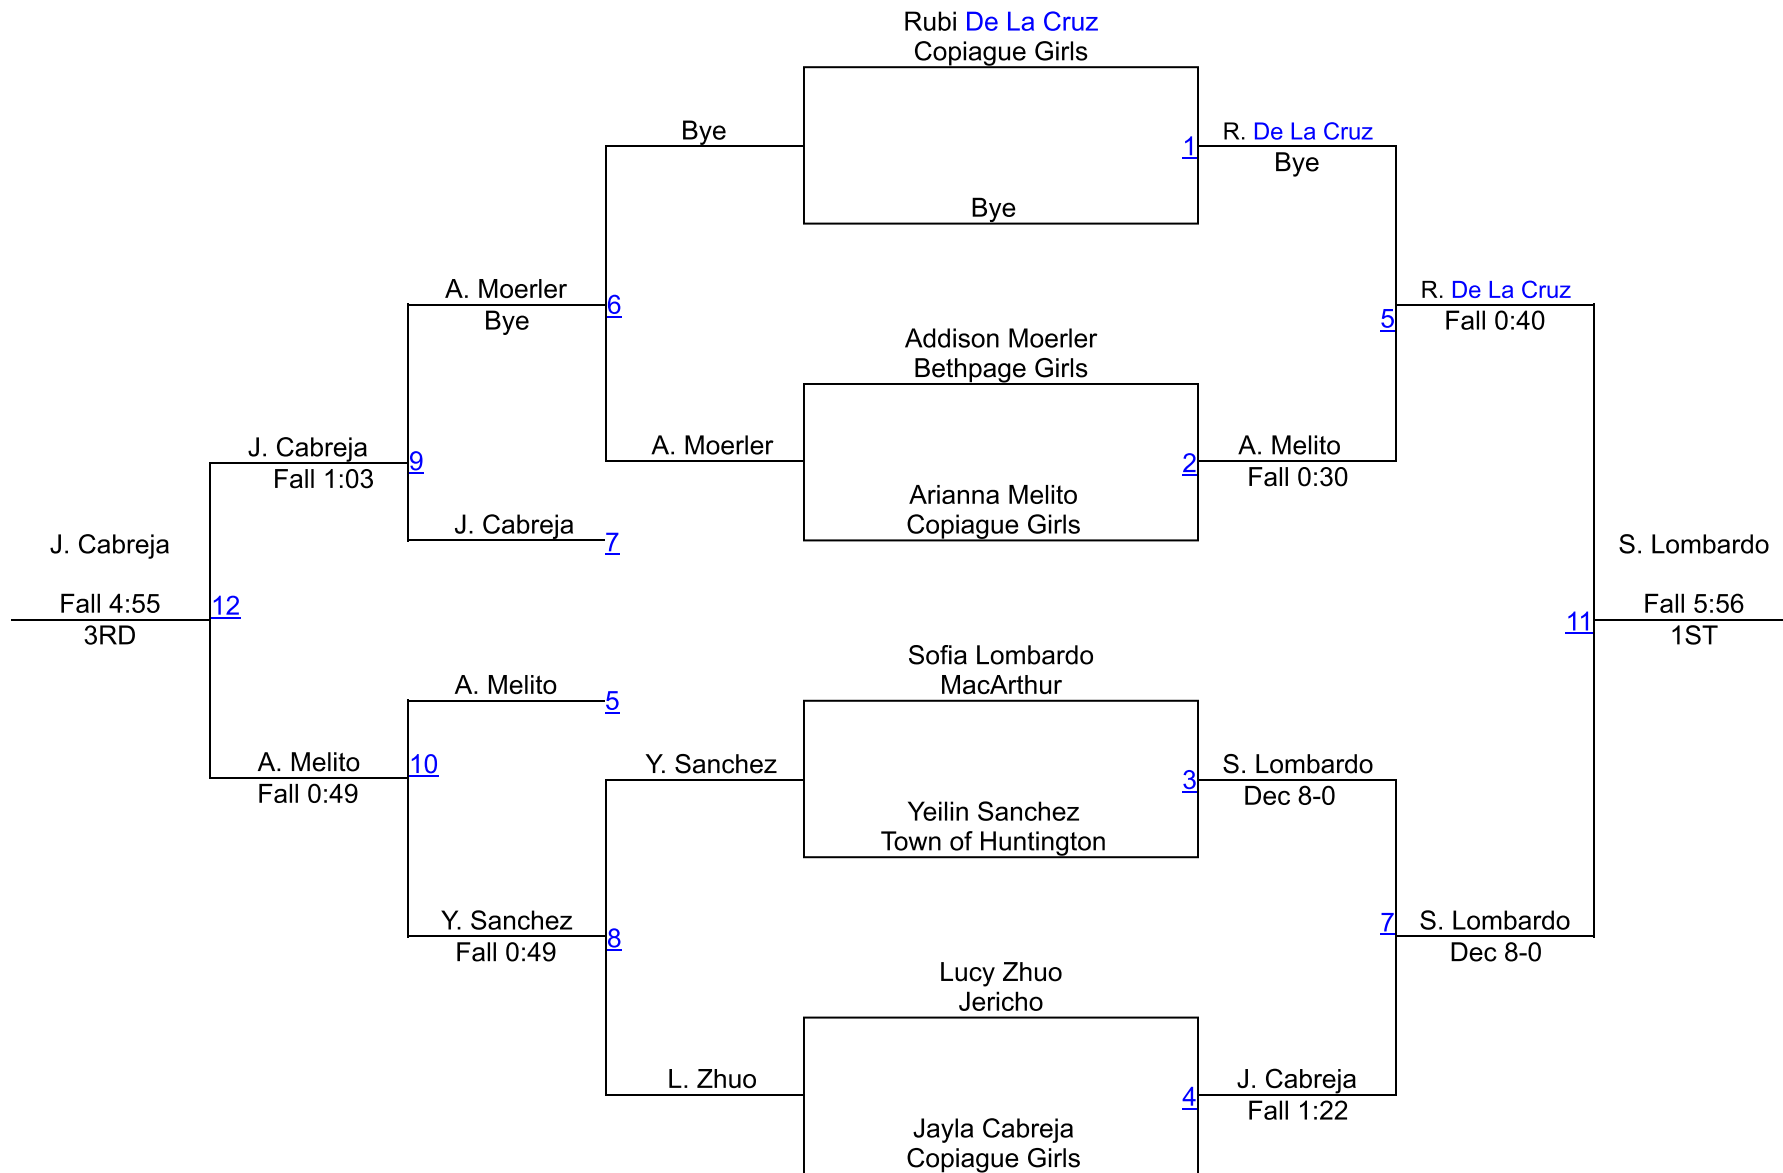 Rubi De La Cruz
Copiague Girls
Bye
1
R. De La Cruz
Bye
Bye
A. Moerler
Bye
6
R. De La Cruz
5
Fall 0:40
Addison Moerler
Bethpage Girls
J. Cabreja
Fall 1:03
9
A. Moerler
2
A. Melito
Fall 0:30
Arianna Melito
Copiague Girls
J. Cabreja
7
J. Cabreja
Fall 4:55
3RD
12
S. Lombardo
Fall 5:56
1ST
11
Sofia Lombardo
MacArthur
A. Melito
5
A. Melito
Fall 0:49
10
Y. Sanchez
3
S. Lombardo
Dec 8-0
Yeilin Sanchez
Town of Huntington
Y. Sanchez
Fall 0:49
8
7
S. Lombardo
Dec 8-0
Lucy Zhuo
Jericho
L. Zhuo
4
J. Cabreja
Fall 1:22
Jayla Cabreja
Copiague Girls